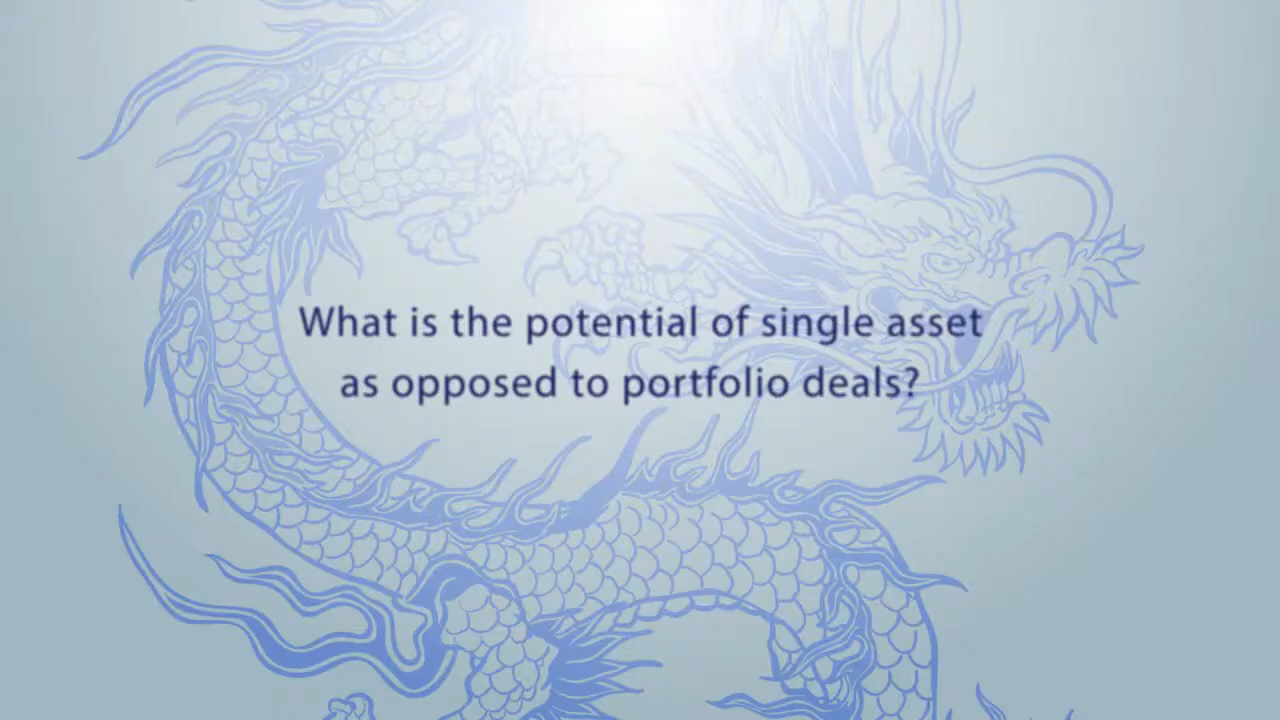 What is the potential of single asset
as opposed to portfolio deals?